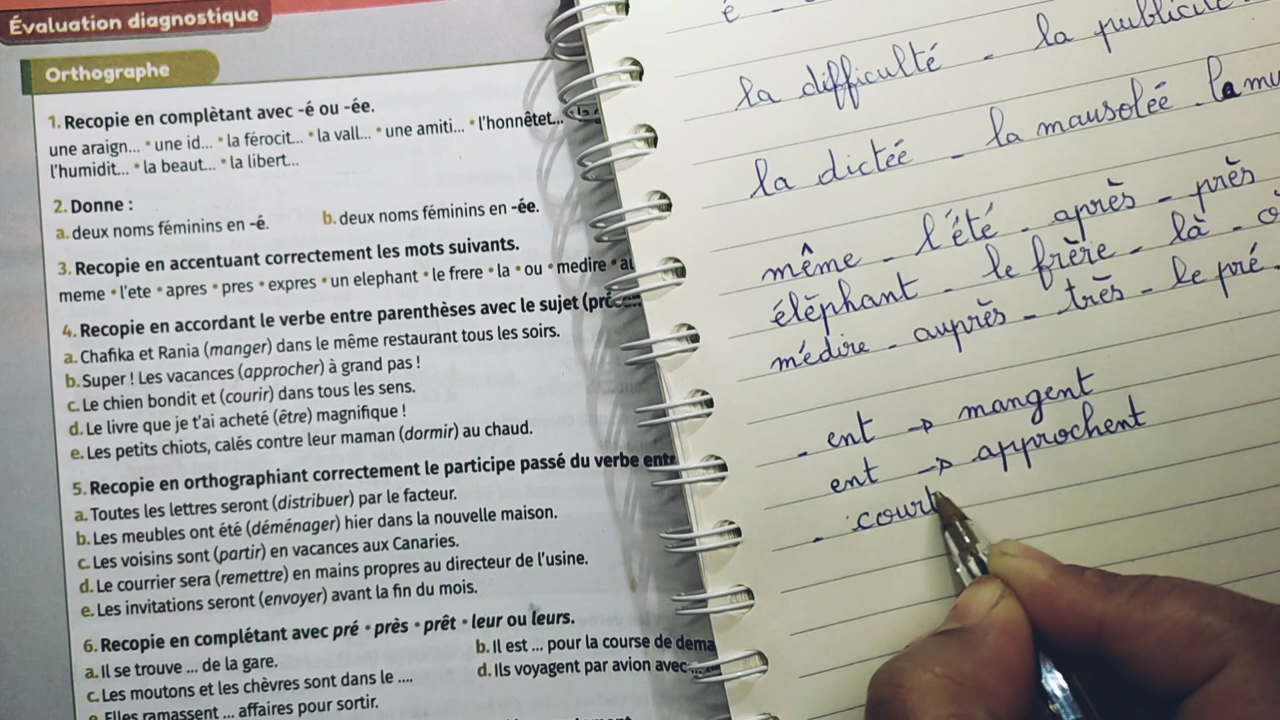 Évaluation diagnostique
Orthographe
1. Recopie en complètant avec -é ou -ée.
une araign... • une id... • la férocit... • la vall... • une amiti... • l'honnêtet...
l'humidit... • la beaut... • la libert...
2. Donne :
a. deux noms féminins en -é. b. deux noms féminins en -ée.
3. Recopie en accentuant correctement les mots suivants.
meme • l'ete • apres • pres • expres • un elephant • le frere • la • ou • medire •
4. Recopie en accordant le verbe entre parenthèses avec le sujet
a. Chafika et Rania (manger) dans le même restaurant tous les soirs.
b. Super ! Les vacances (approcher) à grand pas !
c. Le chien bondit et (courir) dans tous les sens.
d. Le livre que je t'ai acheté (être) magnifique !
e. Les petits chiots, calés contre leur maman (dormir) au chaud.
5. Recopie en orthographiant correctement le participe passé du verbe entr
a. Toutes les lettres seront (distribuer) par le facteur.
b. Les meubles ont été (déménager) hier dans la nouvelle maison.
c. Les voisins sont (partir) en vacances aux Canaries.
d. Le courrier sera (remettre) en mains propres au directeur de l'usine.
e. Les invitations seront (envoyer) avant la fin du mois.
6. Recopie en complétant avec pré • près • prêt • leur ou leurs.
a. Il se trouve ... de la gare. b. Il est ... pour la course de dema
c. Les moutons et les chèvres sont dans le .... d. Ils voyagent par avion avec
e. Elles ramassent ... affaires pour sortir.
é -
la difficulté - la publicité
la dictée - la mausolée - le mu
même - l'été - après - près
éléphant - le frère - là -
médire - auprès - très - le pré -
- ent → mangent
ent → approchent
- court